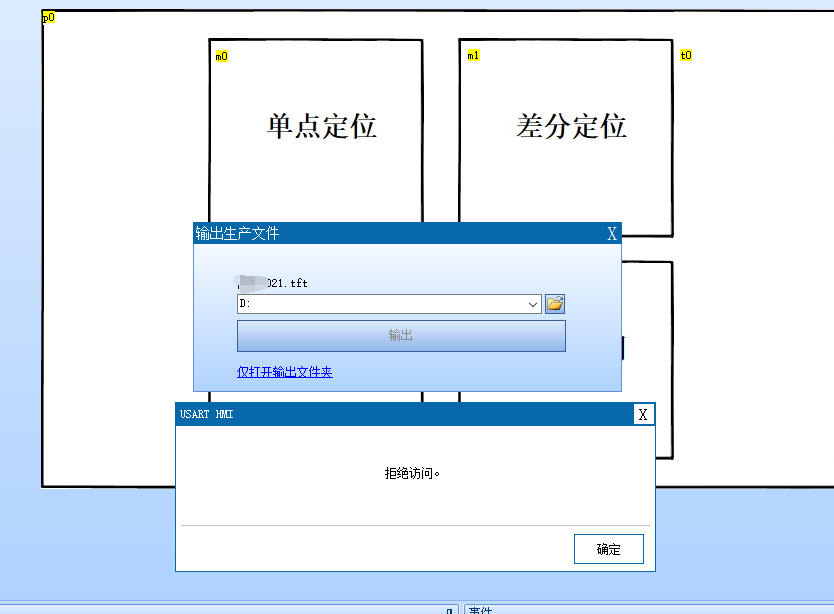 p0
m0
m1
t0
单点定位
差分定位
输出生产文件
X
021.tft
D:
输出
仅打开输出文件夹
USART HMI
X
拒绝访问。
确定
事件